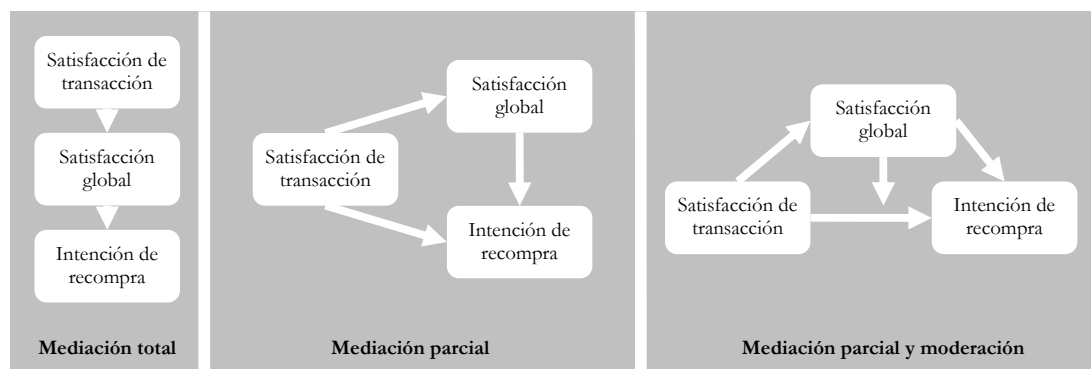 Satisfacción de
transacción
Satisfacción
global
Intención de
recompra
Mediación total
Satisfacción
global
Satisfacción de
transacción
Intención de
recompra
Mediación parcial
Satisfacción
global
Satisfacción de
transacción
Intención de
recompra
Mediación parcial y moderación